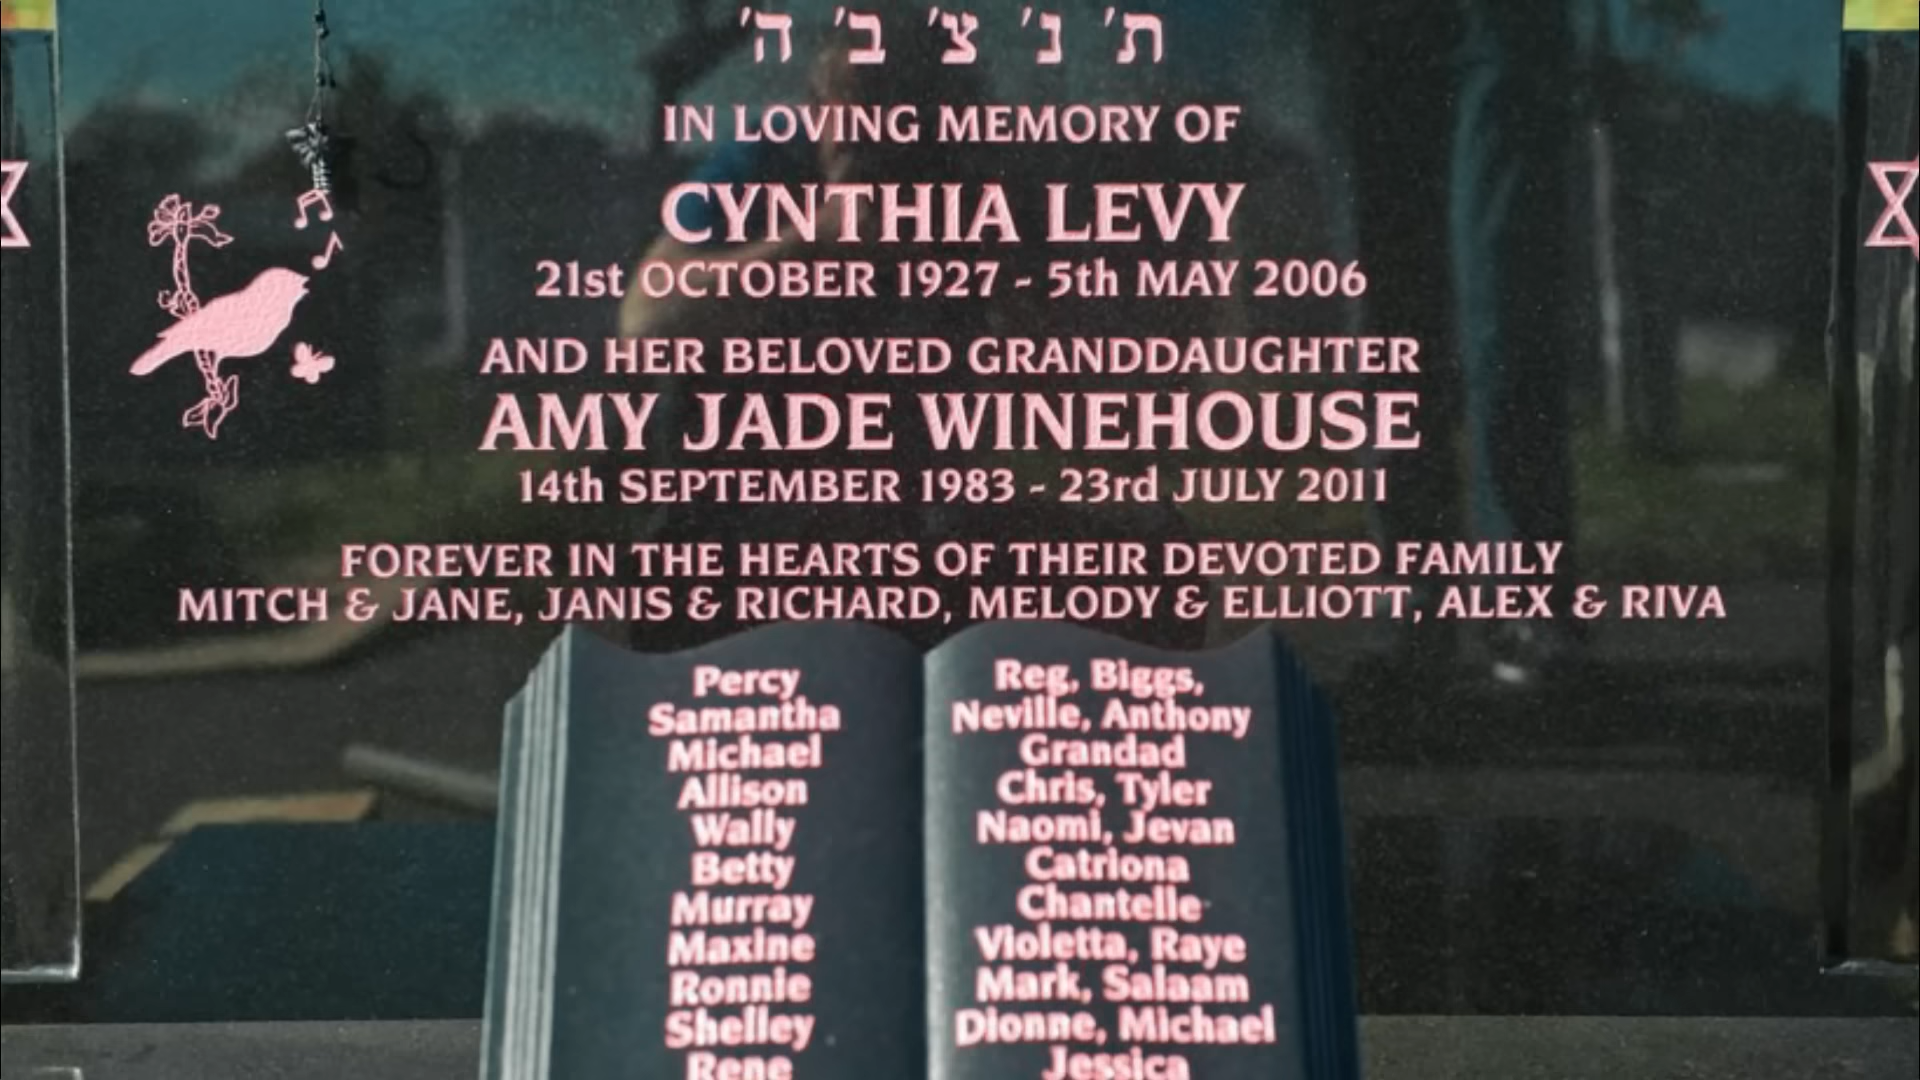 ת' נ' צ' ב' ה'
IN LOVING MEMORY OF
CYNTHIA LEVY
21st OCTOBER 1927 - 5th MAY 2006
AND HER BELOVED GRANDDAUGHTER
AMY JADE WINEHOUSE
14th SEPTEMBER 1983 - 23rd JULY 2011
FOREVER IN THE HEARTS OF THEIR DEVOTED FAMILY
MITCH & JANE, JANIS & RICHARD, MELODY & ELLIOTT, ALEX & RIVA
Percy
Samantha
Michael
Allison
Wally
Betty
Murray
Maxine
Ronnie
Shelley
Rene
Reg, Biggs,
Neville, Anthony
Grandad
Chris, Tyler
Naomi, Jevan
Catriona
Chantelle
Violetta, Raye
Mark, Salaam
Dionne, Michael
Jessica